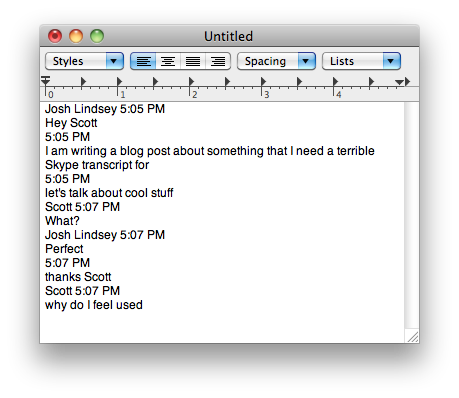 Untitled
Styles Spacing Lists
0 1 2 3 4
Josh Lindsey 5:05 PM
Hey Scott
5:05 PM
I am writing a blog post about something that I need a terrible
Skype transcript for
5:05 PM
let's talk about cool stuff
Scott 5:07 PM
What?
Josh Lindsey 5:07 PM
Perfect
5:07 PM
thanks Scott
Scott 5:07 PM
why do I feel used